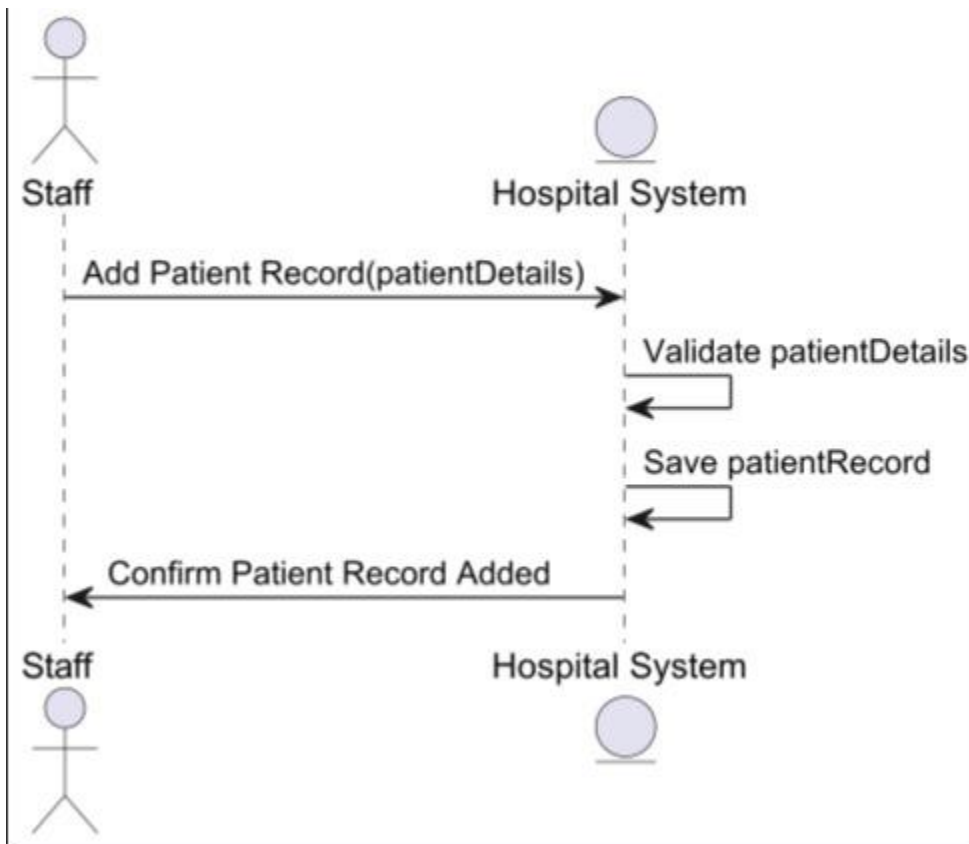 Staff
Hospital System
Add Patient Record(patientDetails)
Validate patientDetails
Save patientRecord
Confirm Patient Record Added
Staff
Hospital System